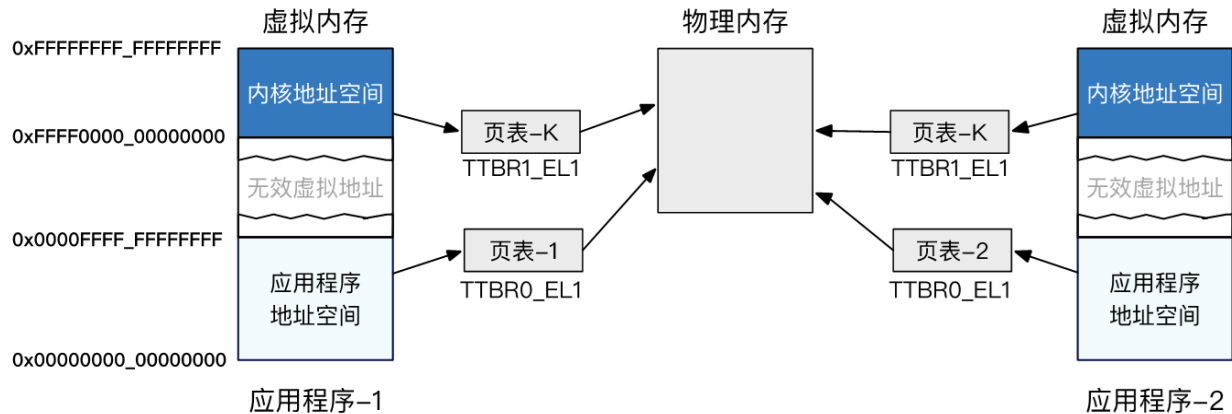 虚拟内存
物理内存
虚拟内存
0xFFFFFFFF_FFFFFFFF
内核地址空间
内核地址空间
页表-K
页表-K
0xFFFF0000_00000000
TTBR1_EL1
TTBR1_EL1
无效虚拟地址
无效虚拟地址
0x0000FFFF_FFFFFFFF
页表-1
页表-2
应用程序
地址空间
TTBR0_EL1
TTBR0_EL1
应用程序
地址空间
0x00000000_00000000
应用程序-1
应用程序-2